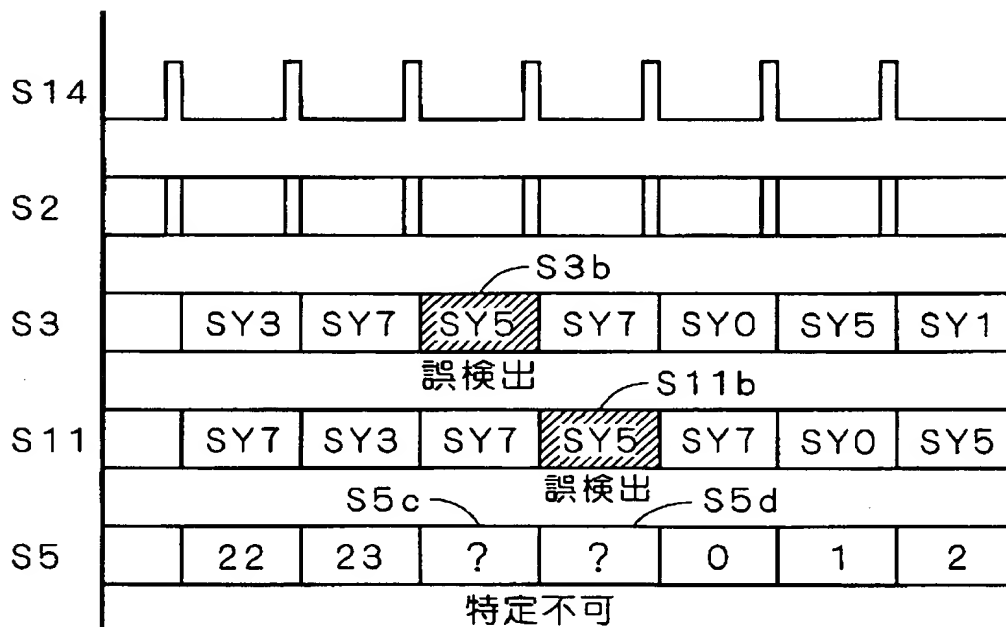 S14
S2
S3b
S3 SY3 SY7 SY5 SY7 SY0 SY5 SY1
誤検出
S11b
S11 SY7 SY3 SY7 SY5 SY7 SY0 SY5
誤検出
S5c S5d
S5 22 23 ? ? 0 1 2
特定不可